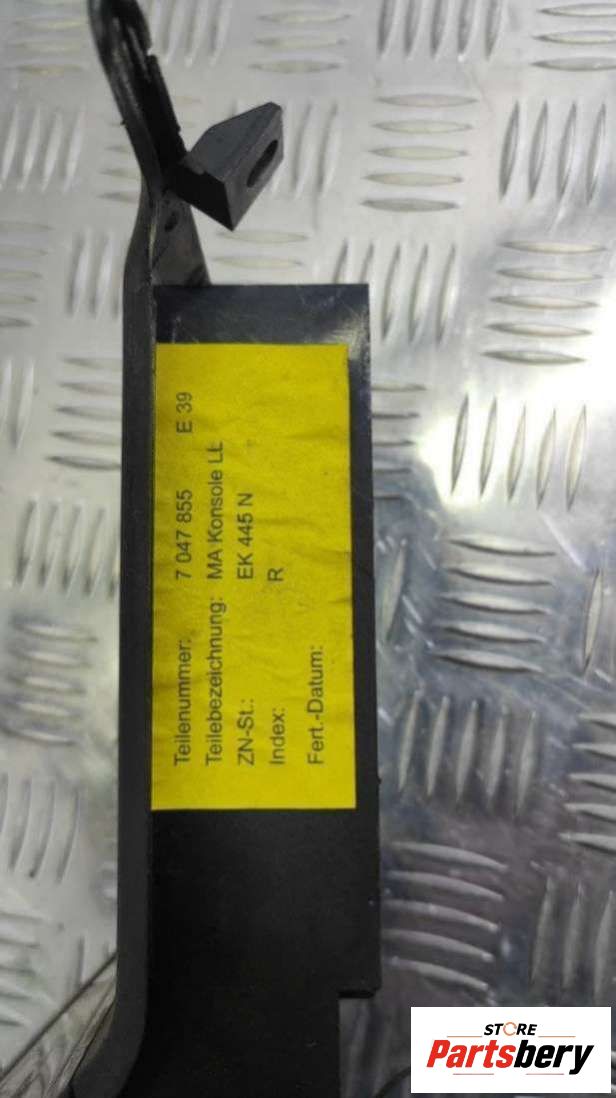 Teilenummer: 7 047 855 E 39
Teilebezeichnung: MA Konsole LL
ZN-St.: EK 445 N
Index: R
Fert.-Datum:
STORE
Partsbery